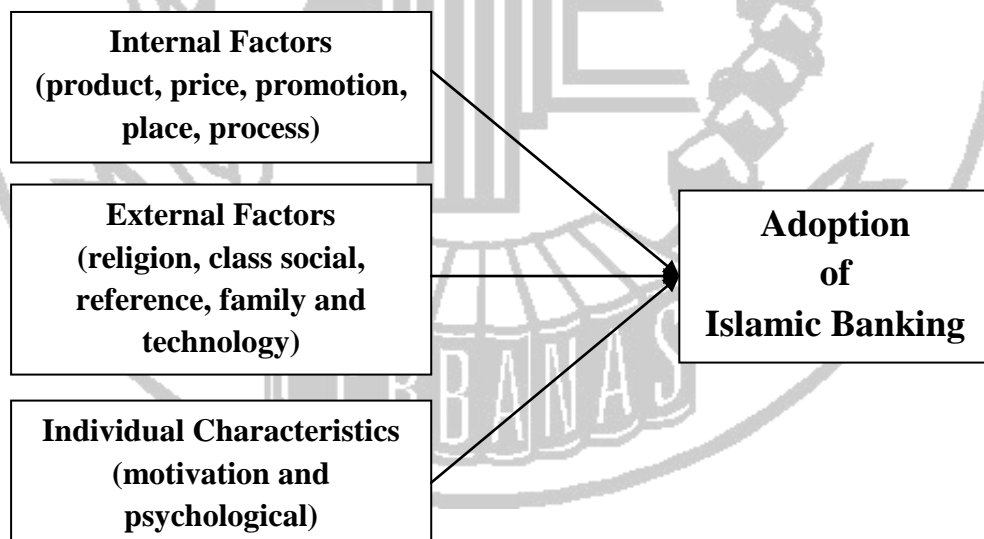 Internal Factors
(product, price, promotion,
place, process)
External Factors
(religion, class social,
reference, family and
technology)
Individual Characteristics
(motivation and
psychological)
Adoption
of
Islamic Banking